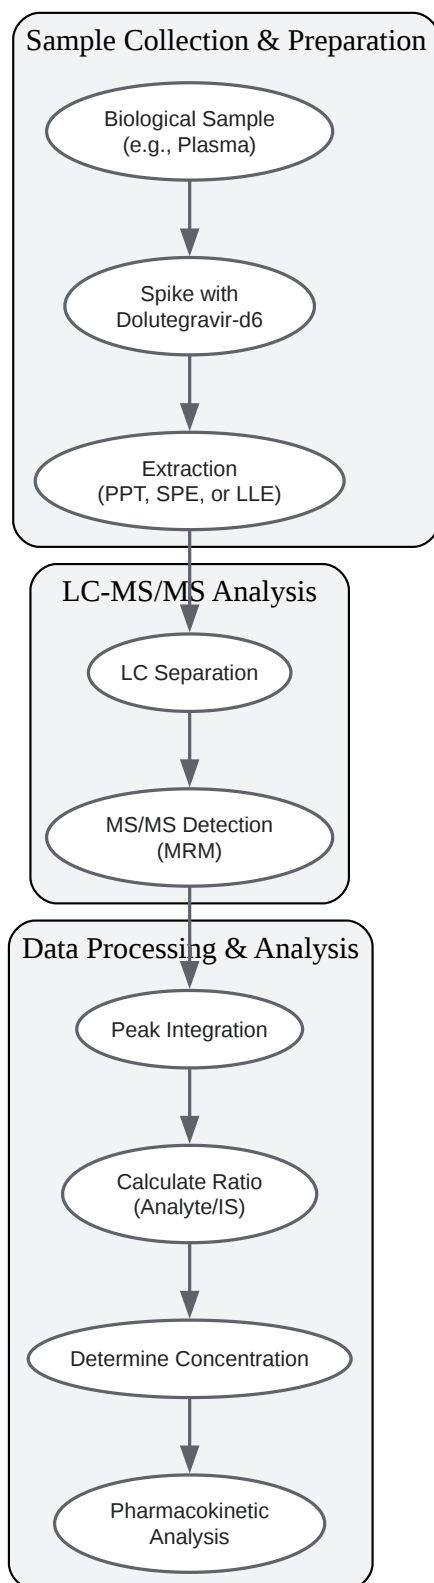 Sample Collection & Preparation
Biological Sample
(e.g., Plasma)
Spike with
Dolutegravir-d6
Extraction
(PPT, SPE, or LLE)
LC-MS/MS Analysis
LC Separation
MS/MS Detection
(MRM)
Data Processing & Analysis
Peak Integration
Calculate Ratio
(Analyte/IS)
Determine Concentration
Pharmacokinetic
Analysis